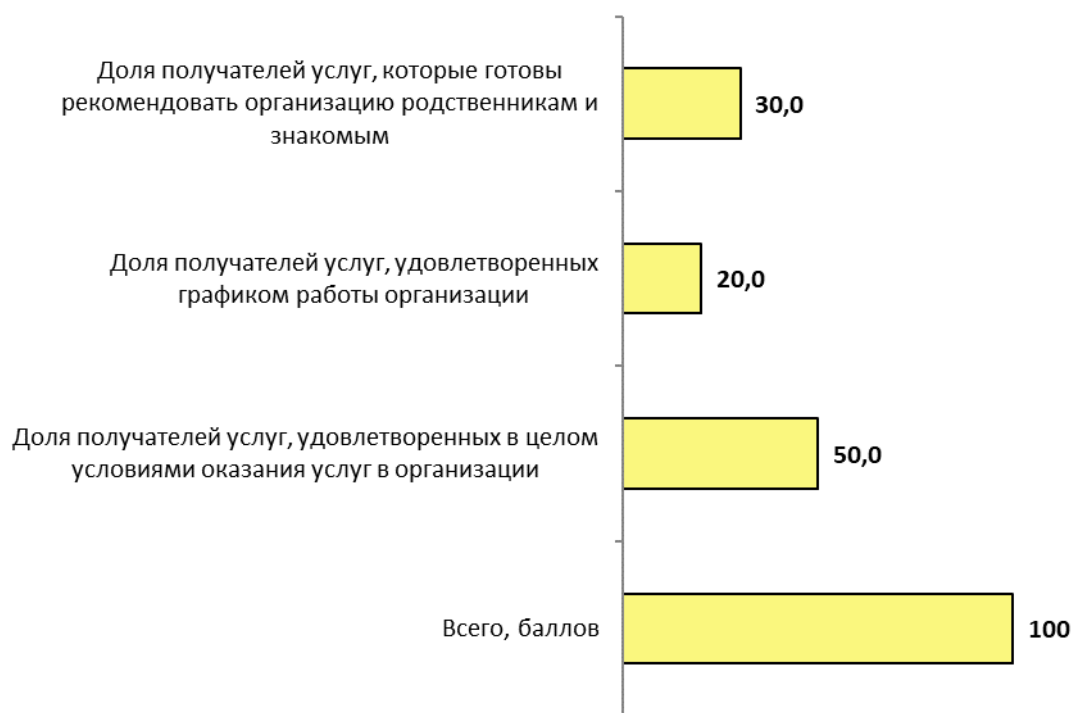 Доля получателей услуг, которые готовы
рекомендовать организацию родственникам и
знакомым
30,0
Доля получателей услуг, удовлетворенных
графиком работы организации
20,0
Доля получателей услуг, удовлетворенных в целом
условиями оказания услуг в организации
50,0
Всего, баллов
100